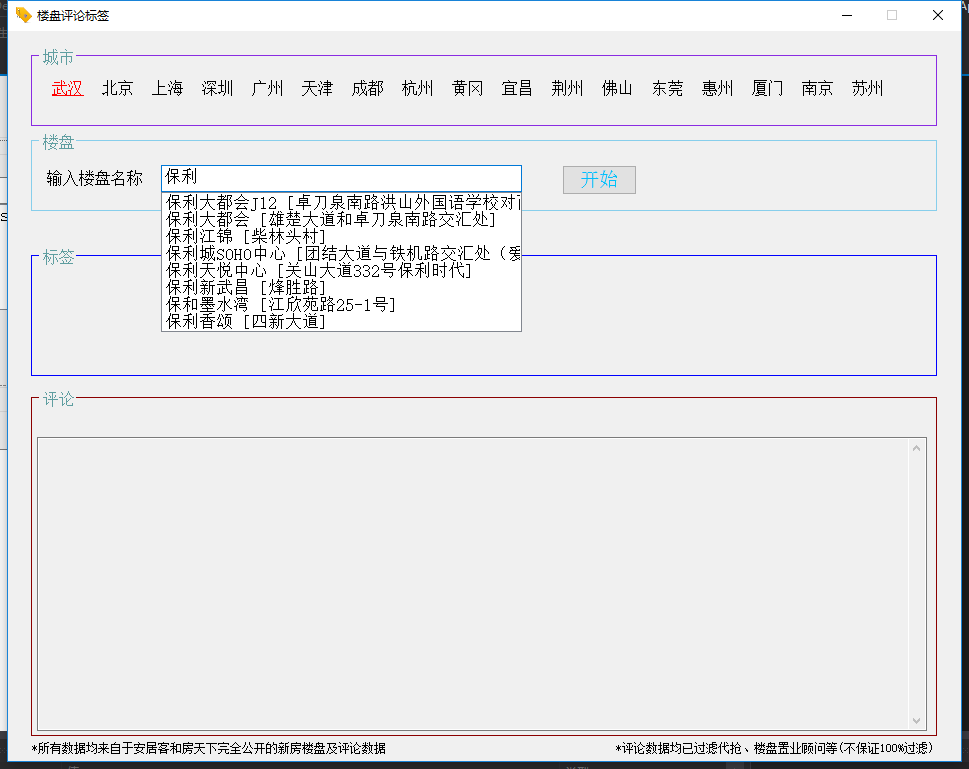 楼盘评论标签
城市
武汉 北京 上海 深圳 广州 天津 成都 杭州 黄冈 宜昌 荆州 佛山 东莞 惠州 厦门 南京 苏州
楼盘
输入楼盘名称 保利 开始
保利大都会J12 [卓刀泉南路洪山外国语学校对
保利大都会 [雄楚大道和卓刀泉南路交汇处]
保利江锦 [柴林头村]
保利城SOHO中心 [团结大道与铁机路交汇处（爱
保利天悦中心 [关山大道332号保利时代]
保利新武昌 [烽胜路]
保和墨水湾 [江欣苑路25-1号]
保利香颂 [四新大道]
标签
评论
*所有数据均来自于安居客和房天下完全公开的新房楼盘及评论数据
*评论数据均已过滤代抢、楼盘置业顾问等(不保证100%过滤)